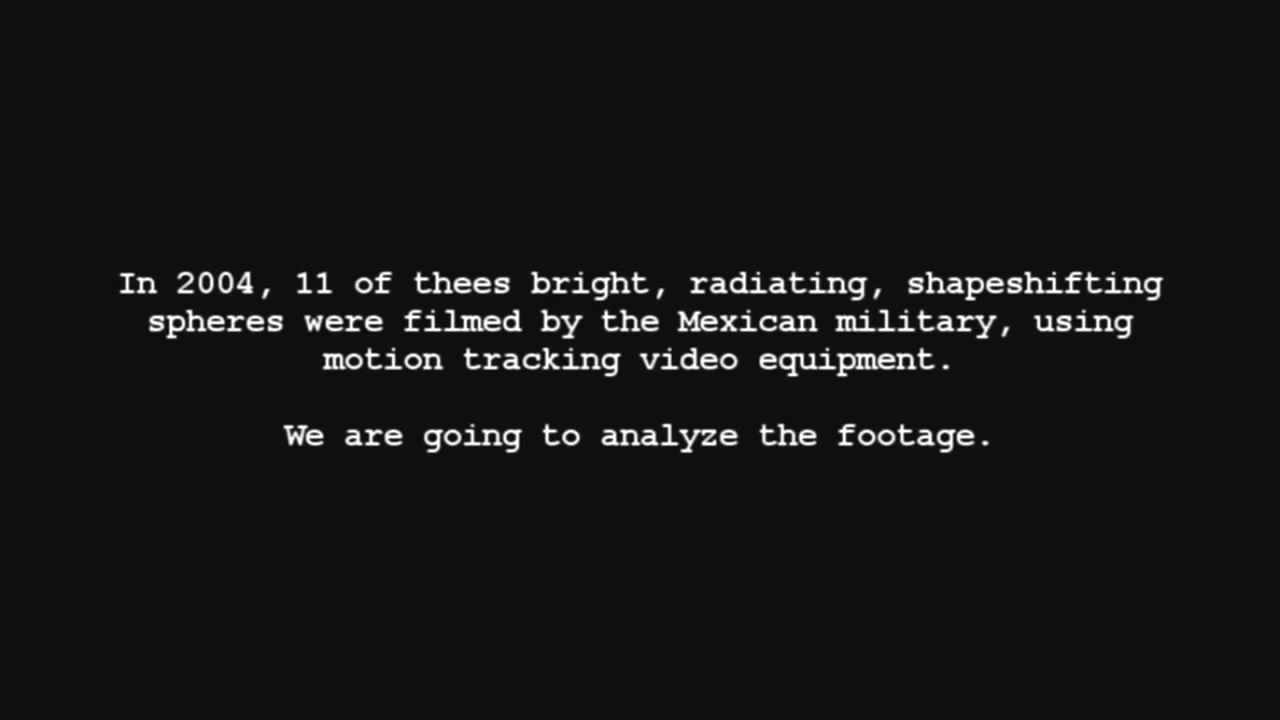 In 2004, 11 of thees bright, radiating, shapeshifting
spheres were filmed by the Mexican military, using
motion tracking video equipment.
We are going to analyze the footage.